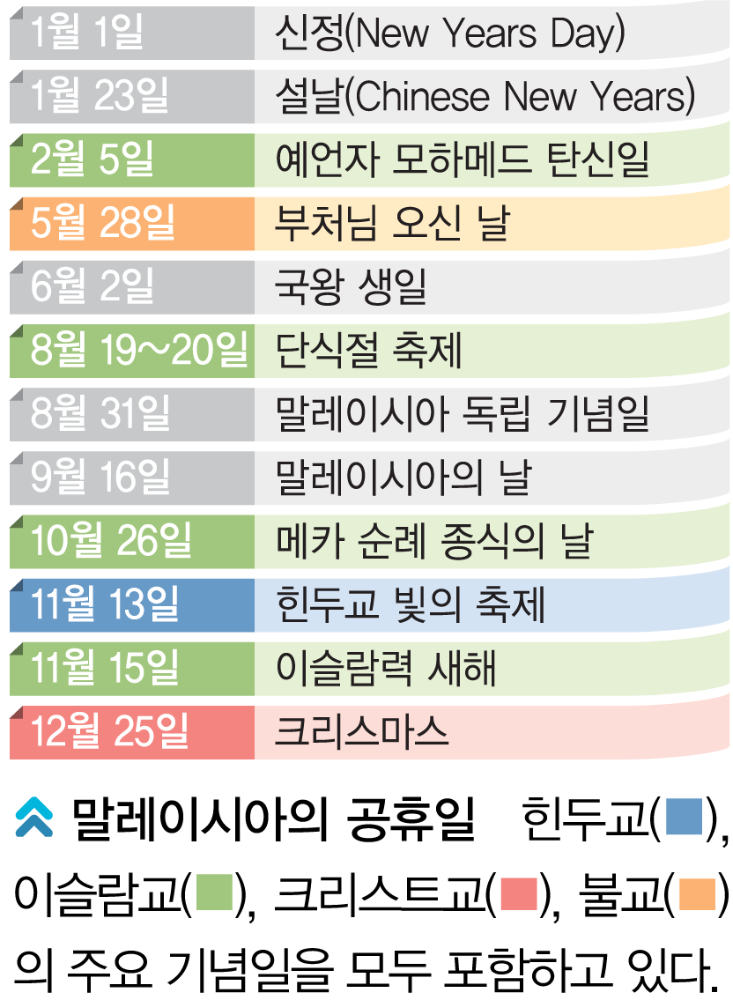 1월 1일 신정(New Years Day)
1월 23일 설날(Chinese New Years)
2월 5일 예언자 모하메드 탄신일
5월 28일 부처님 오신 날
6월 2일 국왕 생일
8월 19~20일 단식절 축제
8월 31일 말레이시아 독립 기념일
9월 16일 말레이시아의 날
10월 26일 메카 순례 종식의 날
11월 13일 힌두교 빛의 축제
11월 15일 이슬람력 새해
12월 25일 크리스마스
말레이시아의 공휴일 힌두교(■),
이슬람교(■), 크리스트교(■), 불교(■)
의 주요 기념일을 모두 포함하고 있다.